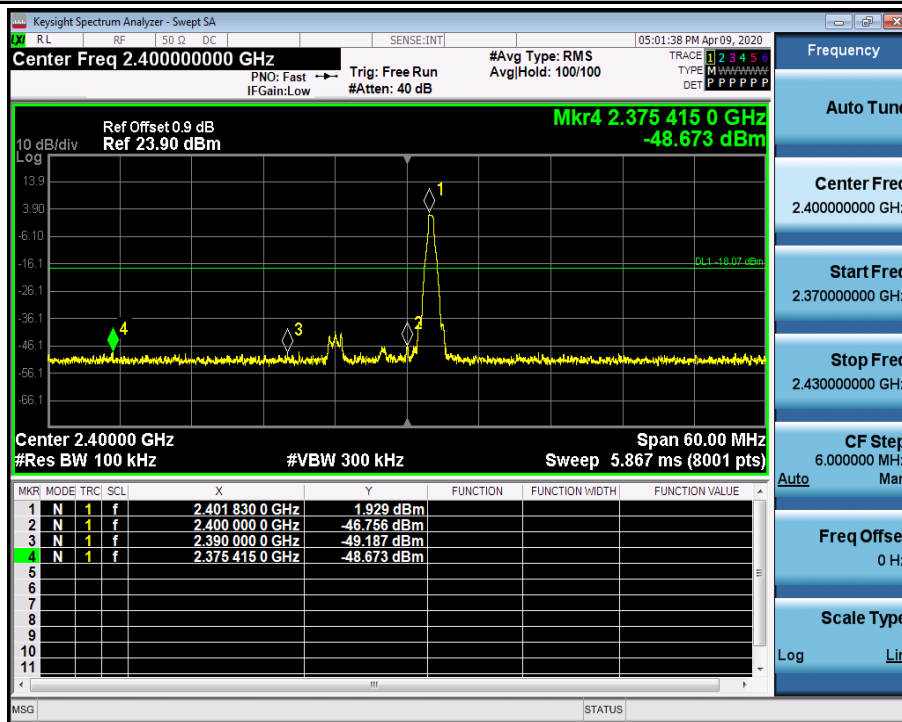 Keysight Spectrum Analyzer - Swept SA
LXI RL RF 50 Ω DC SENSE:INT 05:01:38 PM Apr 09, 2020
Center Freq 2.400000000 GHz
PNO: Fast
IFGain:Low
Trig: Free Run
#Atten: 40 dB
#Avg Type: RMS
Avg|Hold: 100/100
TRACE 1 2 3 4 5 6
TYPE M W W W W W
DET P P P P P P
Ref Offset 0.9 dB
10 dB/div Ref 23.90 dBm
Log
Mkr4 2.375 415 0 GHz
-48.673 dBm
13.9
3.90
-6.10
-16.1
-26.1
-36.1
-46.1
-56.1
-66.1
1
DL1 -18.07 dBm
4
3
2
Center 2.40000 GHz Span 60.00 MHz
#Res BW 100 kHz #VBW 300 kHz Sweep 5.867 ms (8001 pts)
MKR MODE TRC SCL X Y FUNCTION FUNCTION WIDTH FUNCTION VALUE
1 N 1 f 2.401 830 0 GHz 1.929 dBm
2 N 1 f 2.400 000 0 GHz -46.756 dBm
3 N 1 f 2.390 000 0 GHz -49.187 dBm
4 N 1 f 2.375 415 0 GHz -48.673 dBm
5
6
7
8
9
10
11
MSG STATUS
Frequency
Auto Tune
Center Freq
2.400000000 GHz
Start Freq
2.370000000 GHz
Stop Freq
2.430000000 GHz
CF Step
6.000000 MHz
Auto Man
Freq Offset
0 Hz
Scale Type
Log Lin